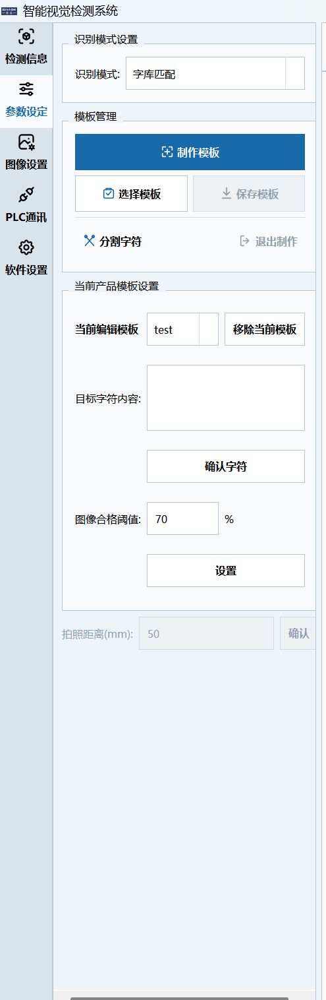 智能视觉检测系统
检测信息
参数设定
图像设置
PLC通讯
软件设置
识别模式设置
识别模式: 字库匹配
模板管理
制作模板
选择模板 保存模板
分割字符 退出制作
当前产品模板设置
当前编辑模板 test 移除当前模板
目标字符内容:
确认字符
图像合格阈值: 70 %
设置
拍照距离(mm): 50 确认